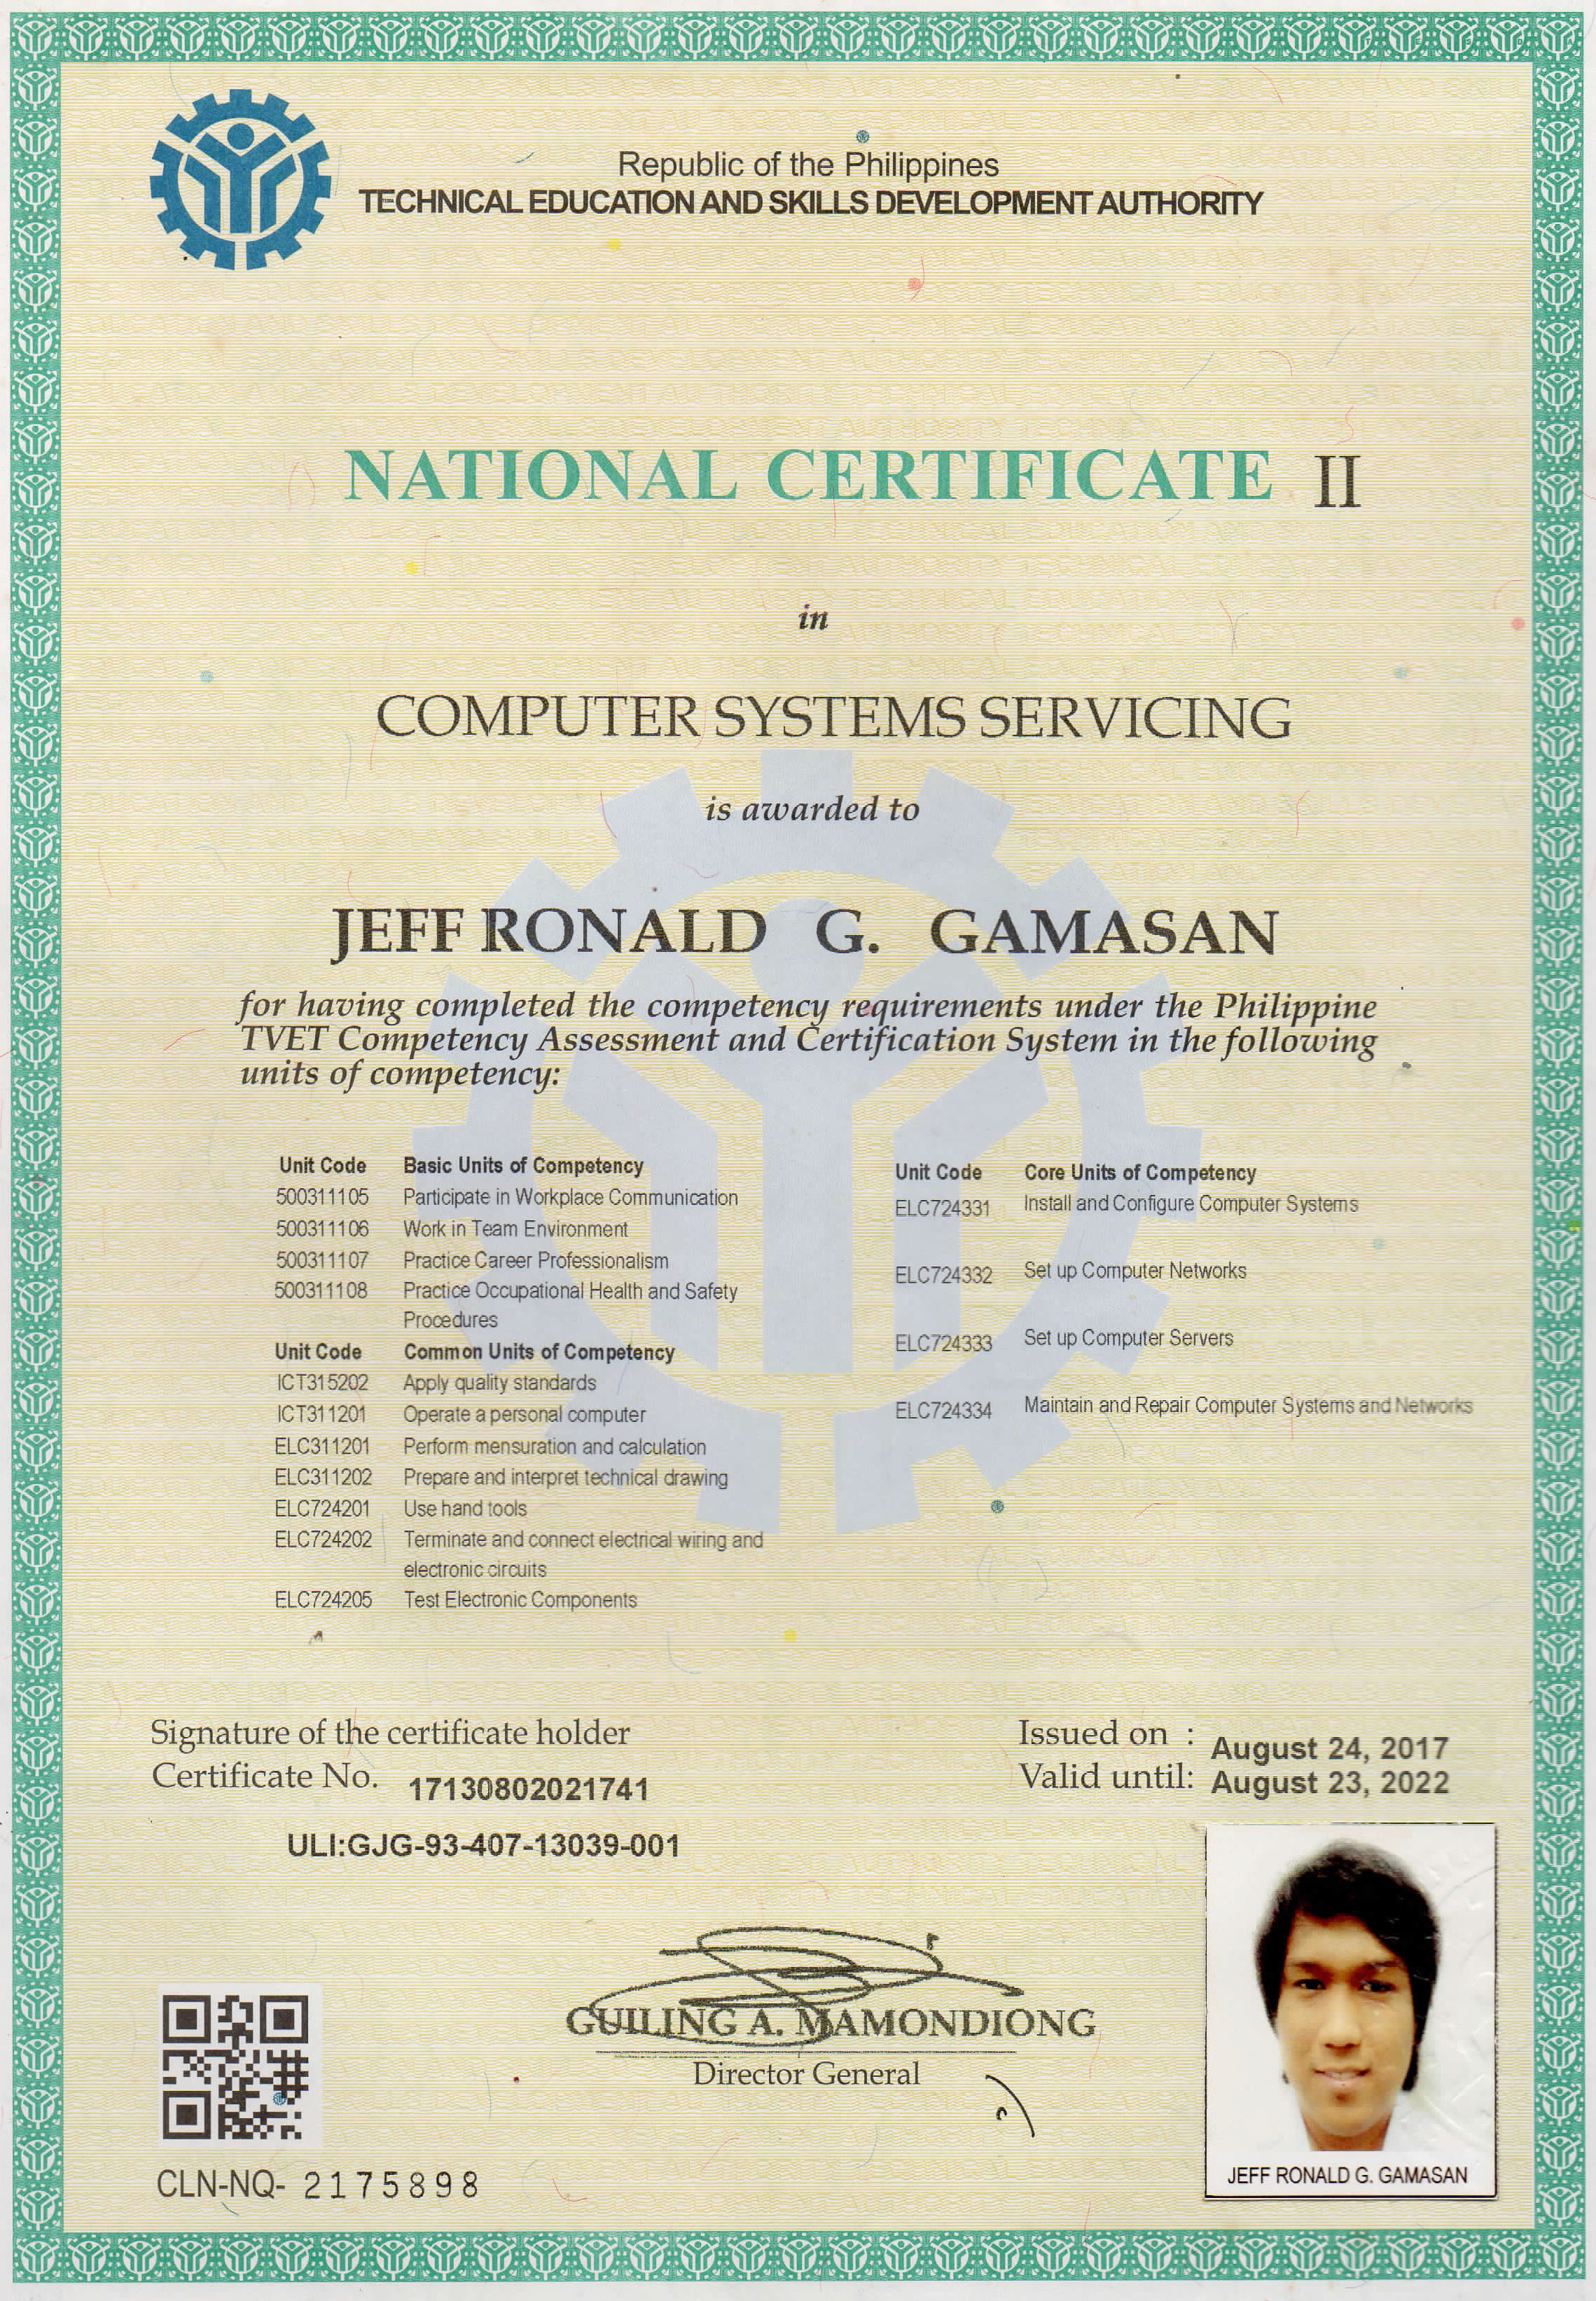 Republic of the Philippines
TECHNICAL EDUCATION AND SKILLS DEVELOPMENT AUTHORITY
NATIONAL CERTIFICATE II
in
COMPUTER SYSTEMS SERVICING
is awarded to
JEFF RONALD G. GAMASAN
for having completed the competency requirements under the Philippine
TVET Competency Assessment and Certification System in the following
units of competency:
Unit Code Basic Units of Competency
500311105 Participate in Workplace Communication
500311106 Work in Team Environment
500311107 Practice Career Professionalism
500311108 Practice Occupational Health and Safety
Procedures
Unit Code Common Units of Competency
ICT315202 Apply quality standards
ICT311201 Operate a personal computer
ELC311201 Perform mensuration and calculation
ELC311202 Prepare and interpret technical drawing
ELC724201 Use hand tools
ELC724202 Terminate and connect electrical wiring and
electronic circuits
ELC724205 Test Electronic Components
Unit Code Core Units of Competency
ELC724331 Install and Configure Computer Systems
ELC724332 Set up Computer Networks
ELC724333 Set up Computer Servers
ELC724334 Maintain and Repair Computer Systems and Networks
Signature of the certificate holder
Certificate No. 17130802021741
ULI:GJG-93-407-13039-001
Issued on : August 24, 2017
Valid until: August 23, 2022
GUILING A. MAMONDIONG
Director General
CLN-NQ- 2175898
JEFF RONALD G. GAMASAN